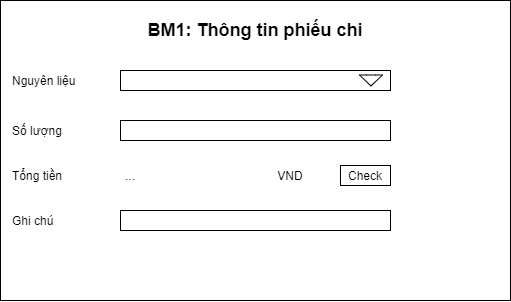 BM1: Thông tin phiếu chi
Nguyên liệu
Số lượng
Tổng tiền ... VND Check
Ghi chú